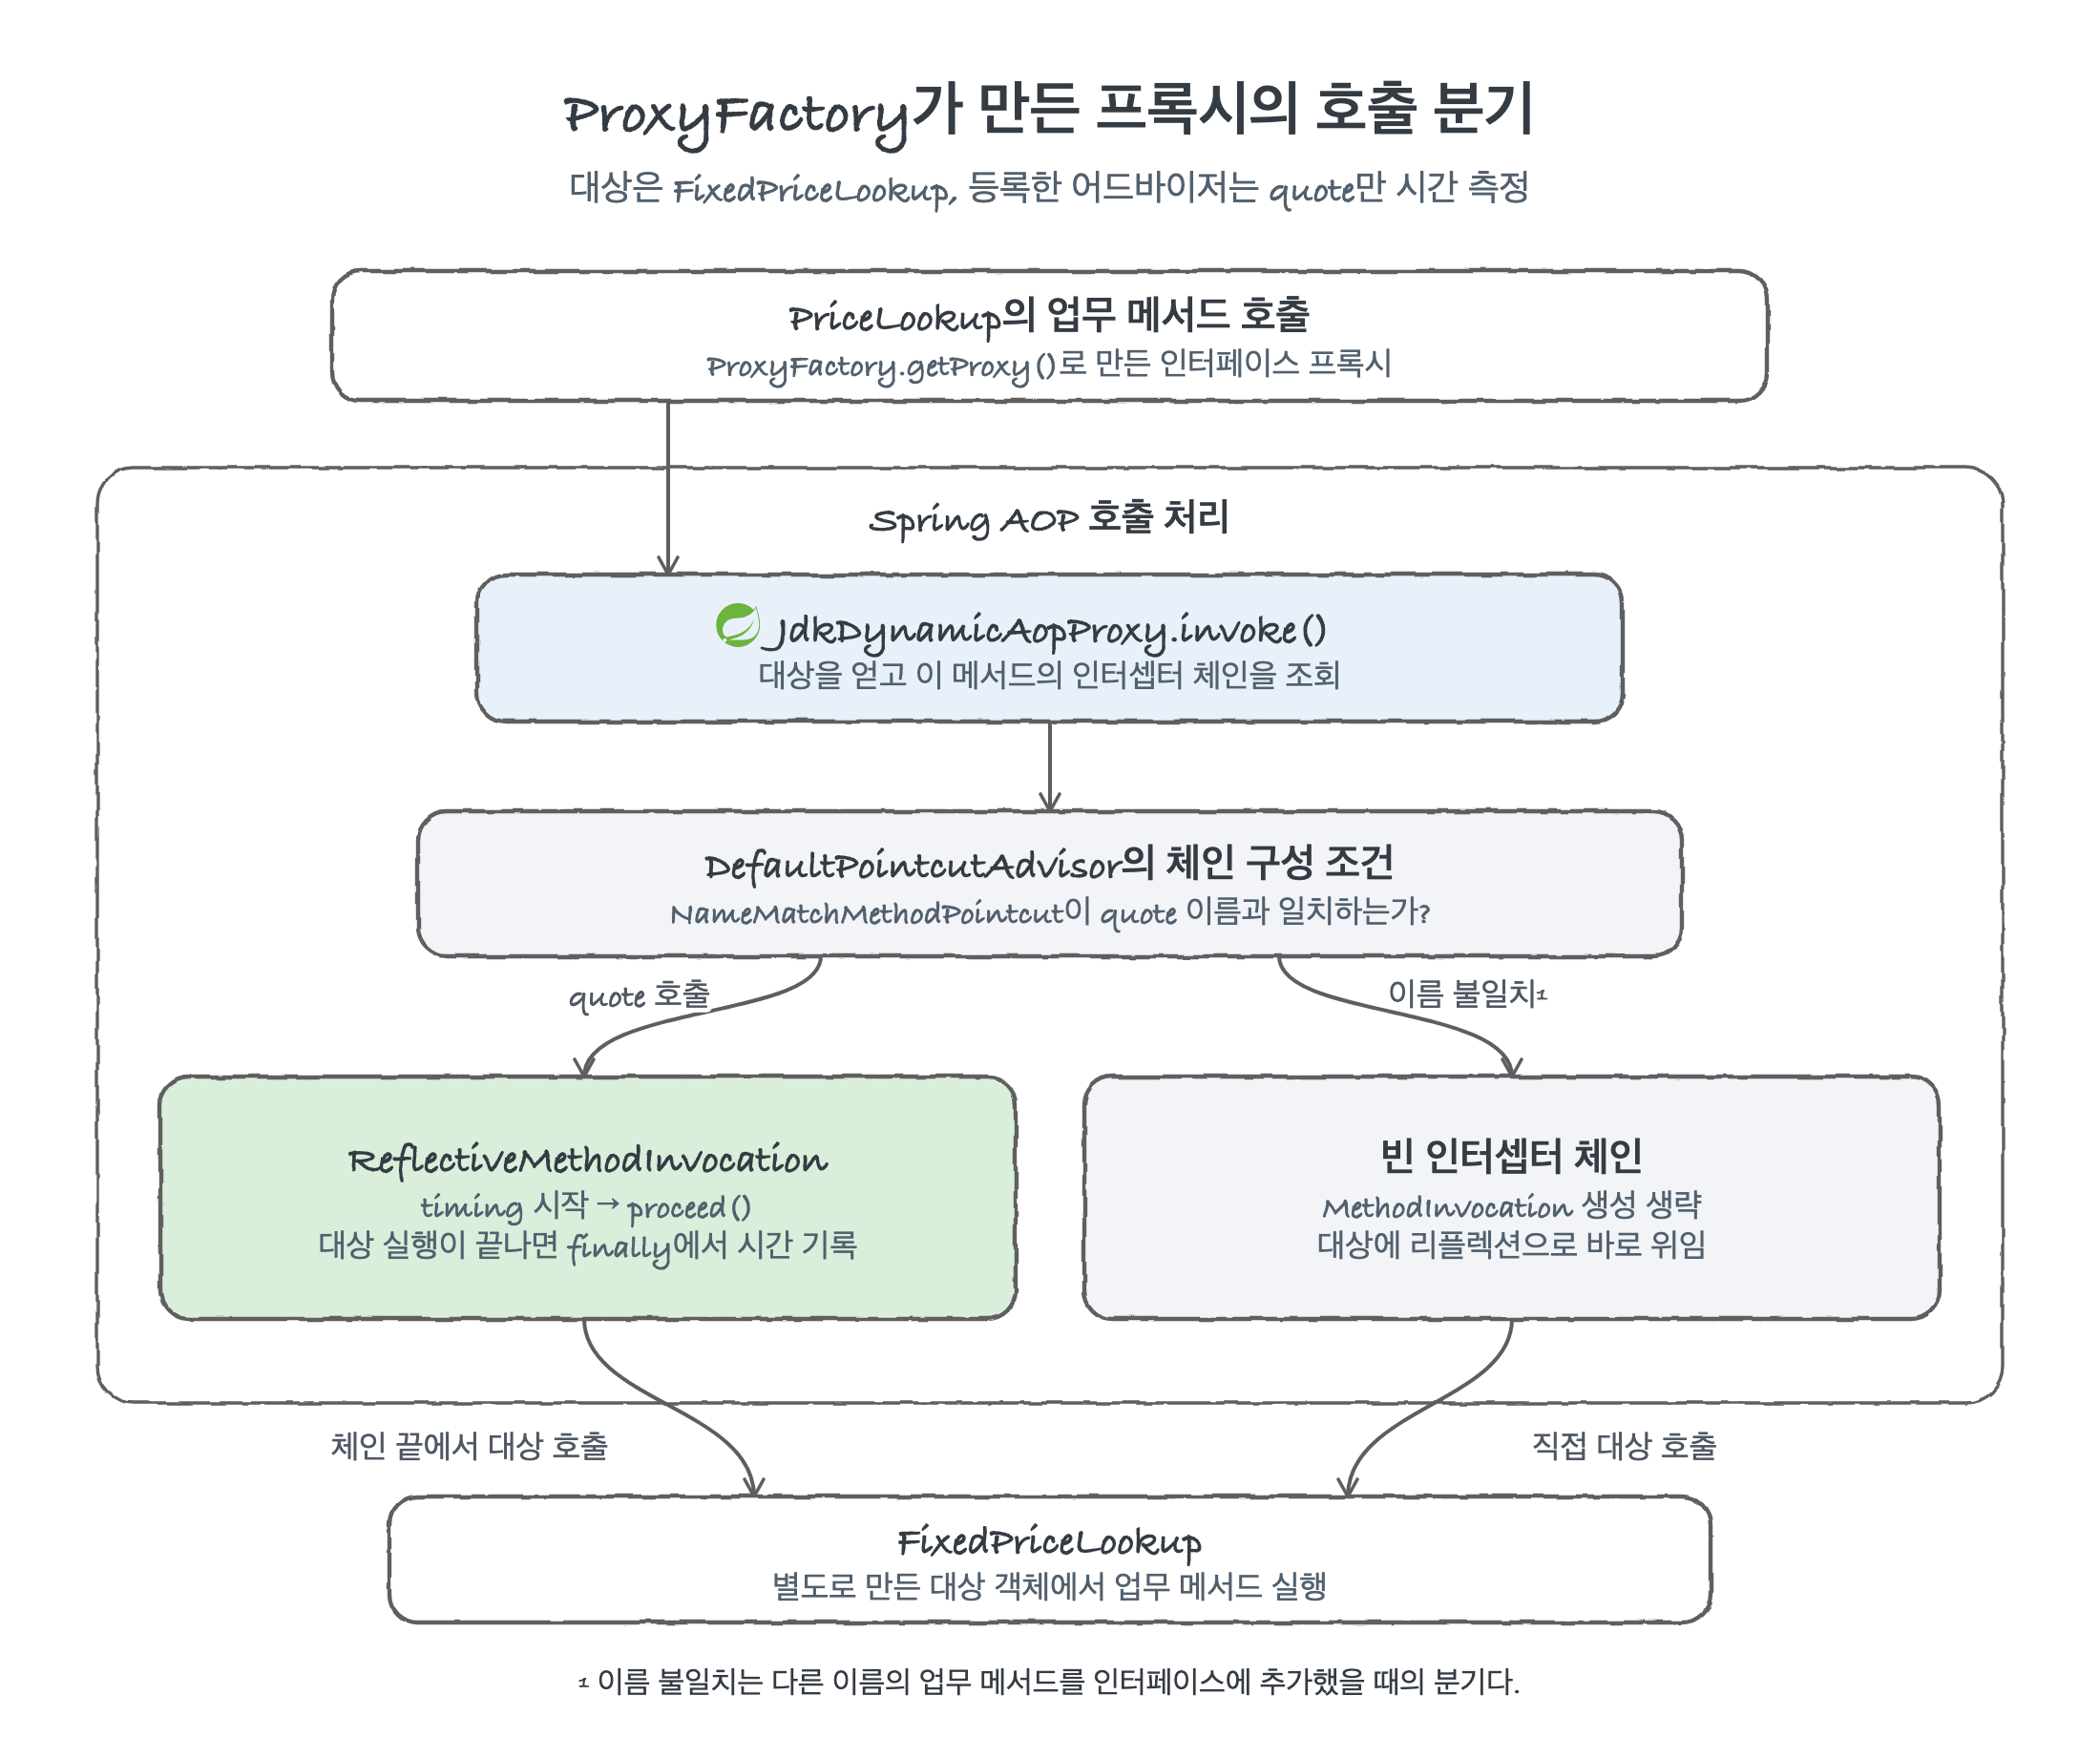 ProxyFactory가 만든 프록시의 호출 분기
대상은 FixedPriceLookup, 등록한 어드바이저는 quote만 시간 측정
PriceLookup의 업무 메서드 호출
ProxyFactory.getProxy()로 만든 인터페이스 프록시
Spring AOP 호출 처리
JdkDynamicAopProxy.invoke()
대상을 얻고 이 메서드의 인터셉터 체인을 조회
DefaultPointcutAdvisor의 체인 구성 조건
NameMatchMethodPointcut이 quote 이름과 일치하는가?
quote 호출
이름 불일치¹
ReflectiveMethodInvocation
timing 시작 → proceed()
대상 실행이 끝나면 finally에서 시간 기록
빈 인터셉터 체인
MethodInvocation 생성 생략
대상에 리플렉션으로 바로 위임
체인 끝에서 대상 호출
직접 대상 호출
FixedPriceLookup
별도로 만든 대상 객체에서 업무 메서드 실행
¹ 이름 불일치는 다른 이름의 업무 메서드를 인터페이스에 추가했을 때의 분기다.